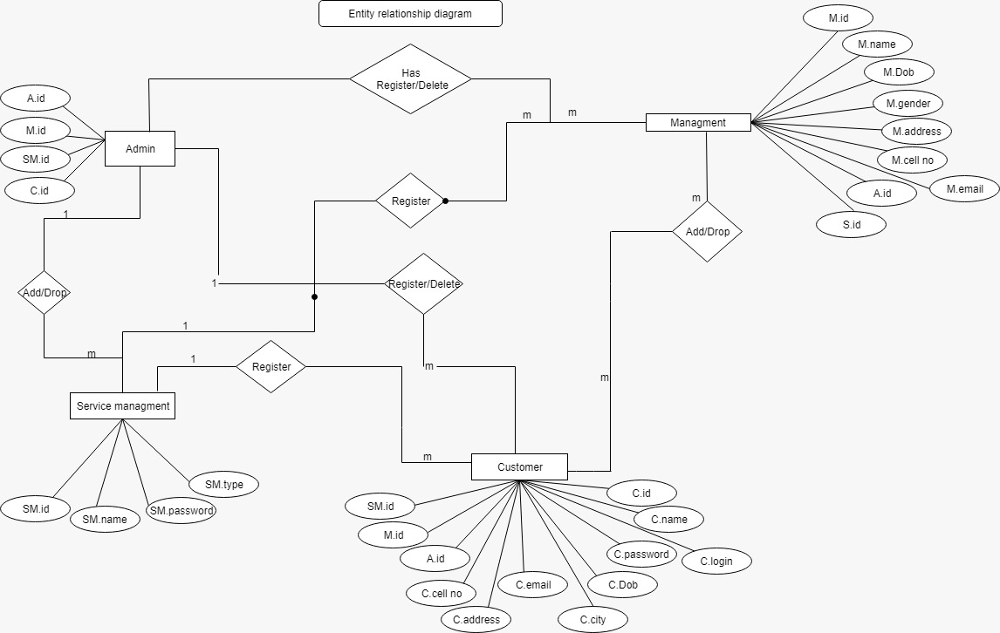 Entity relationship diagram
M.id
M.name
Has
Register/Delete
M.Dob
A.id
M.gender
m
m
Managment
M.id
M.address
Admin
SM.id
M.cell no
C.id
M.email
A.id
m
Register
1
S.id
Add/Drop
1
Register/Delete
Add/Drop
1
m
1
m
Register
m
Service managment
m
Customer
SM.type
C.id
SM.id
SM.id
SM.password
SM.name
C.name
M.id
C.password
A.id
C.login
C.email
C.Dob
C.cell no
C.address
C.city